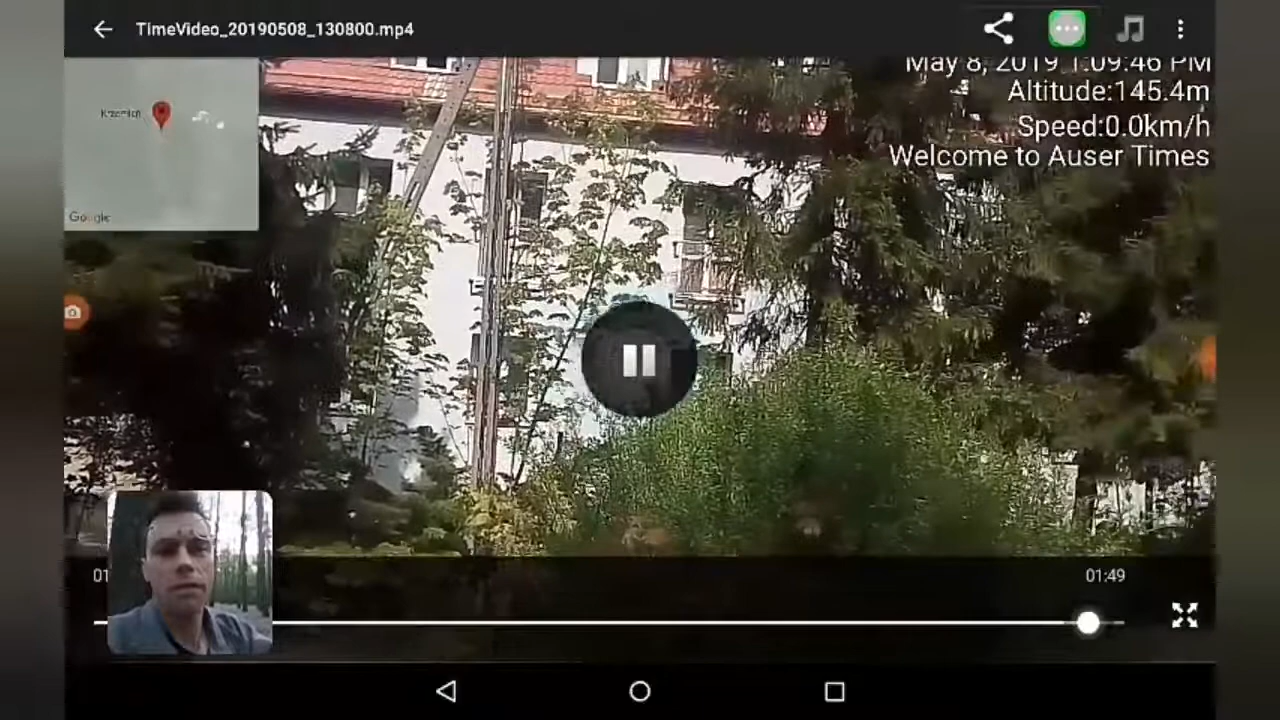 TimeVideo_20190508_130800.mp4
May 8, 2019 1:09:46 PM
Altitude:145.4m
Speed:0.0km/h
Welcome to Auser Times
Google
01:49